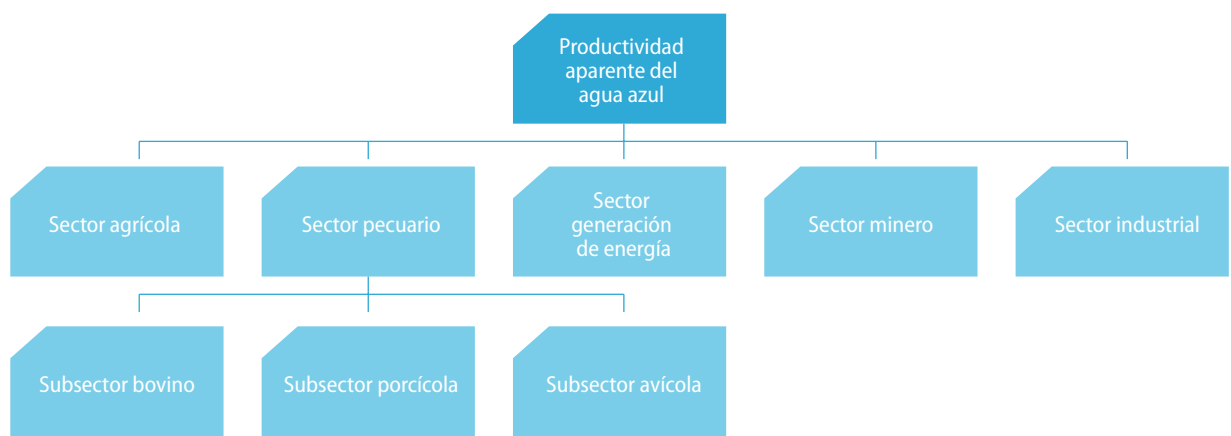 Productividad
aparente del
agua azul
Sector agrícola
Sector pecuario
Sector
generación
de energía
Sector minero
Sector industrial
Subsector bovino
Subsector porcícola
Subsector avícola